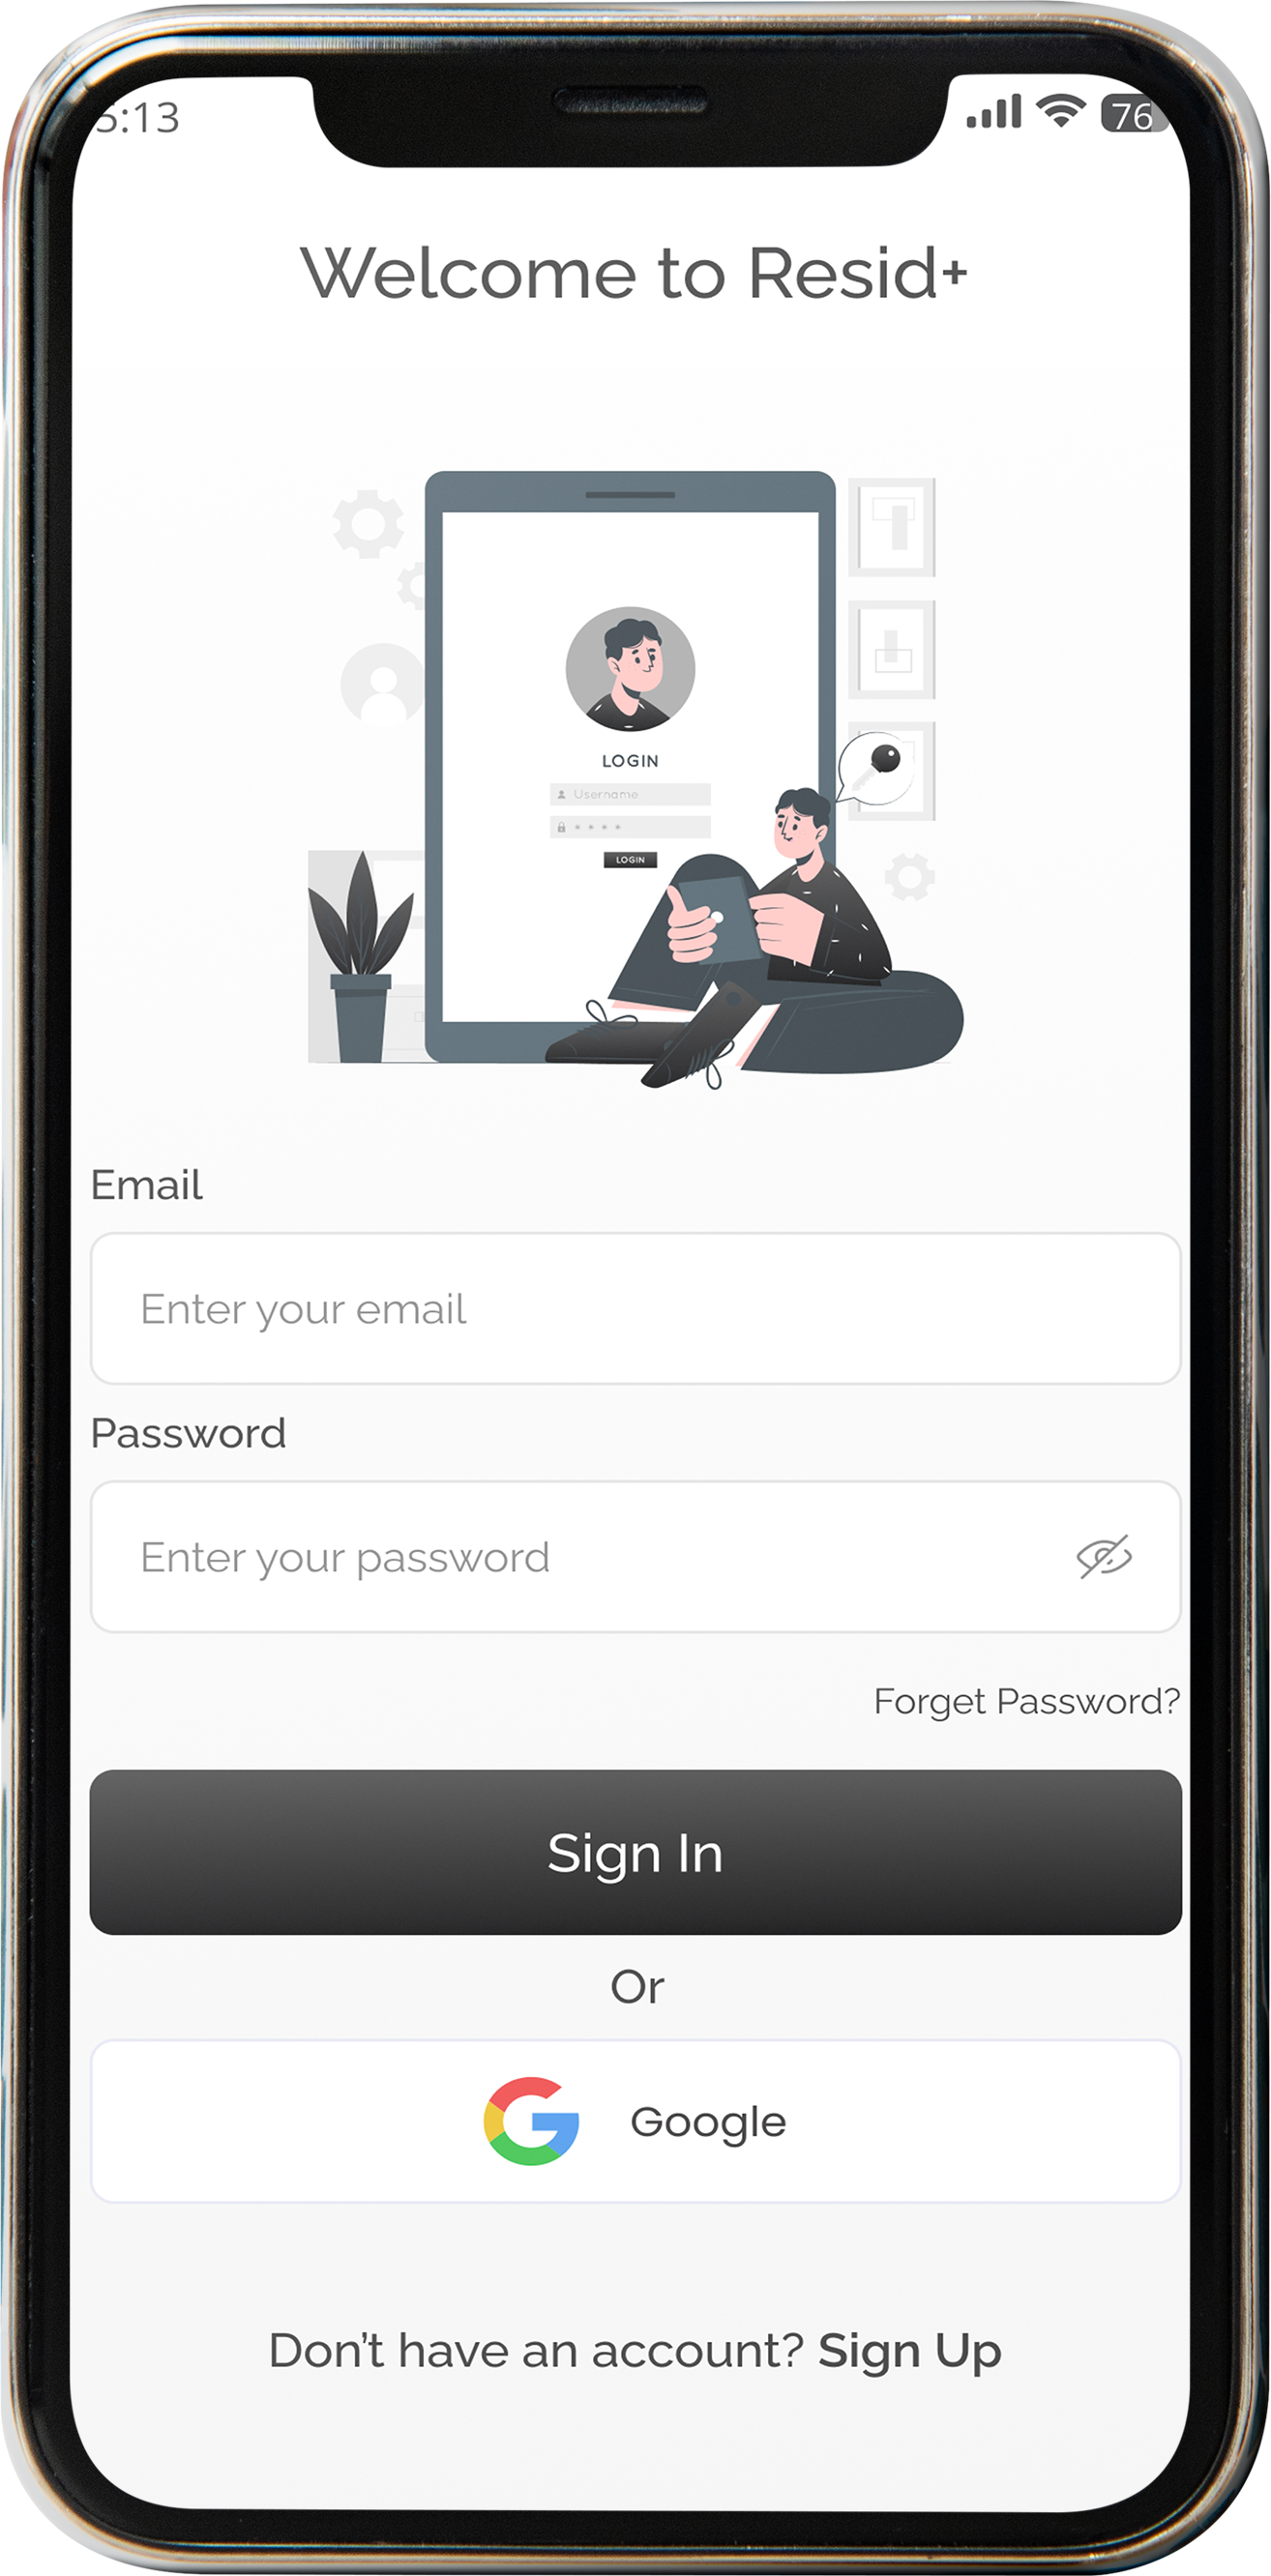 5:13
76
Welcome to Resid+
LOGIN
Username
* * * *
LOGIN
Email
Enter your email
Password
Enter your password
Forget Password?
Sign In
Or
Google
Don't have an account? Sign Up